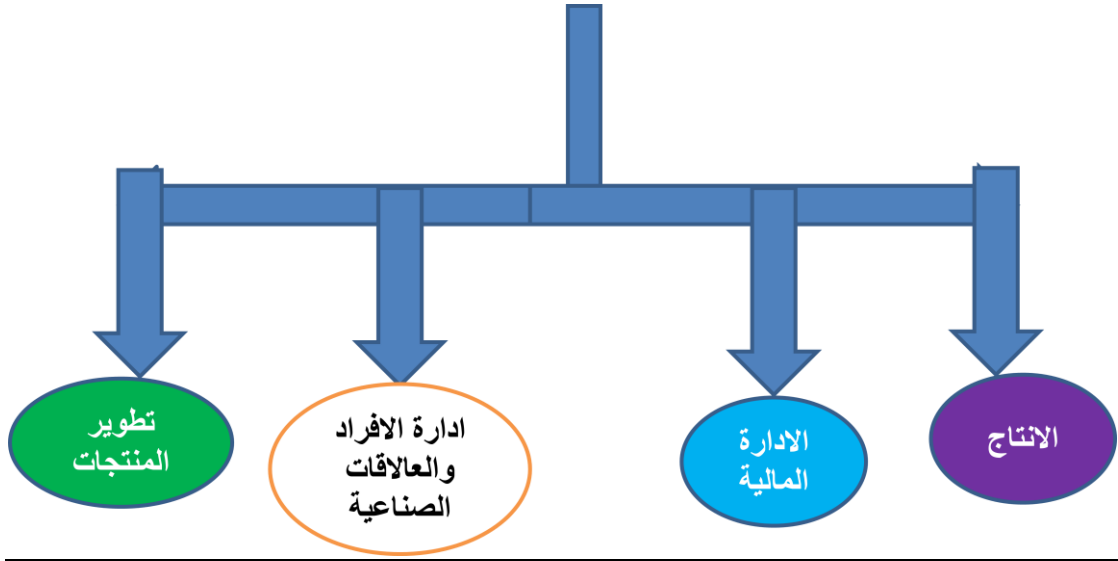 الانتاج
الادارة
المالية
ادارة الافراد
والعالاقات
الصناعية
تطوير
المنتجات